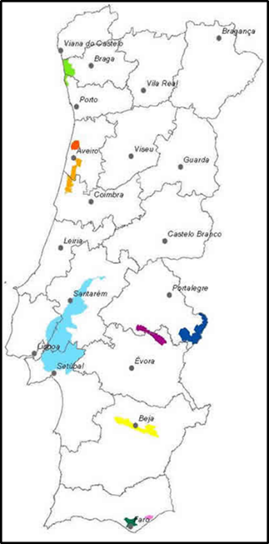 Viana do Castelo
Bragança
Braga
Vila Real
Porto
Aveiro
Viseu
Guarda
Coimbra
Leiria
Castelo Branco
Santarém
Portalegre
Lisboa
Évora
Setúbal
Beja
Faro